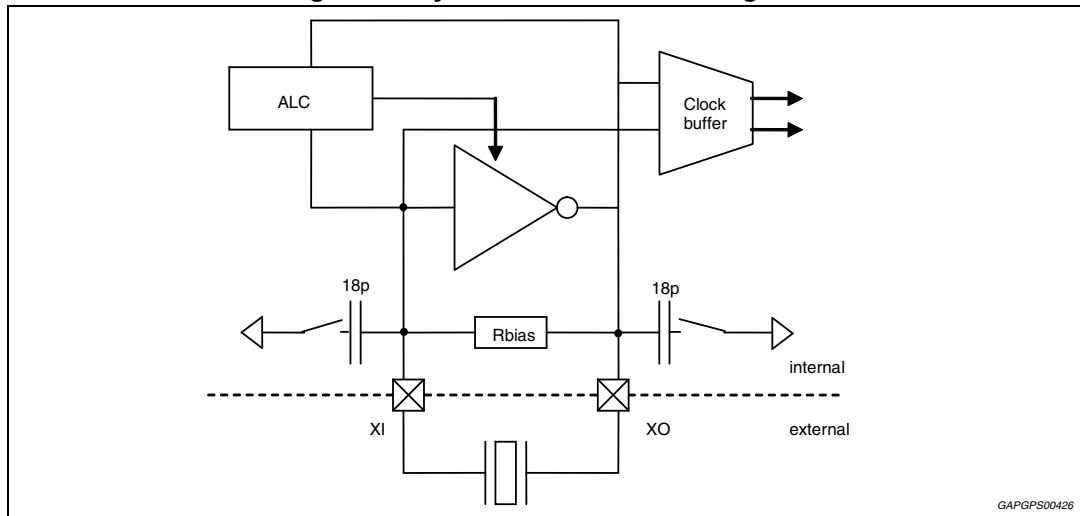 ALC
Clock
buffer
18p
18p
Rbias
internal
XI
XO
external
GAPGPS00426